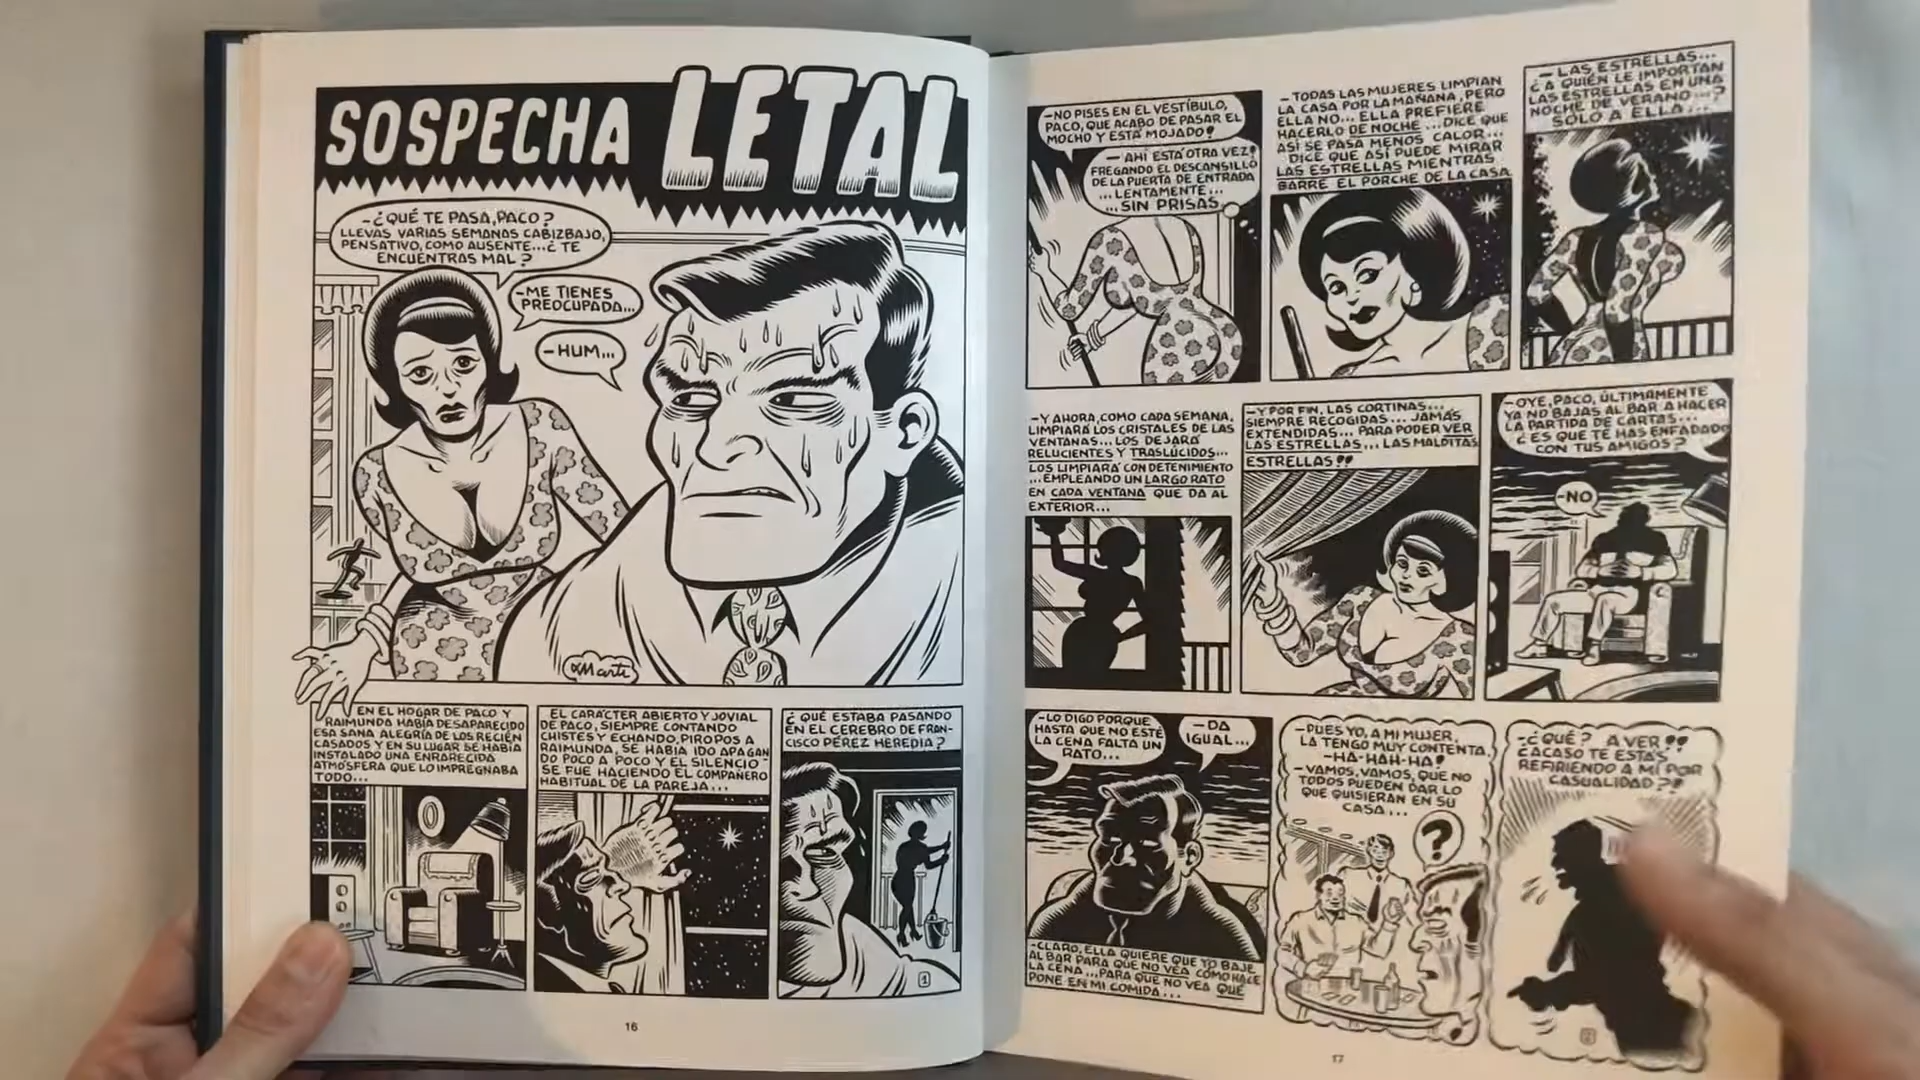 SOSPECHA LETAL
-¿QUÉ TE PASA, PACO?
LLEVAS VARIAS SEMANAS CABIZBAJO,
PENSATIVO, COMO AUSENTE...¿TE
ENCUENTRAS MAL?
-ME TIENES
PREOCUPADA...
-HUM...
Martí
EN EL HOGAR DE PACO Y
RAIMUNDA HABÍA DESAPARECIDO
ESA SANA ALEGRÍA DE LOS RECIÉN
CASADOS Y EN SU LUGAR SE HABÍA
INSTALADO UNA ENRARECIDA
ATMÓSFERA QUE LO IMPREGNABA
TODO...
EL CARÁCTER ABIERTO Y JOVIAL
DE PACO, SIEMPRE CONTANDO
CHISTES Y ECHANDO PIROPOS A
RAIMUNDA, SE HABÍA IDO APAGAN
DO POCO A POCO Y EL SILENCIO
SE FUE HACIENDO EL COMPAÑERO
HABITUAL DE LA PAREJA...
¿QUÉ ESTABA PASANDO
EN EL CEREBRO DE FRAN-
CISCO PÉREZ HEREDIA?
1
16
-NO PISES EN EL VESTÍBULO,
PACO, QUE ACABO DE PASAR EL
MOCHO Y ESTÁ MOJADO!
- AHÍ ESTÁ OTRA VEZ!
FREGANDO EL DESCANSILLO
DE LA PUERTA DE ENTRADA
...LENTAMENTE...
...SIN PRISAS...
-TODAS LAS MUJERES LIMPIAN
LA CASA POR LA MAÑANA, PERO
ELLA NO... ELLA PREFIERE
HACERLO DE NOCHE... DICE QUE
ASÍ SE PASA MENOS CALOR...
DICE QUE ASÍ PUEDE MIRAR
LAS ESTRELLAS MIENTRAS
BARRE EL PORCHE DE LA CASA.
- LAS ESTRELLAS...
¿A QUIÉN LE IMPORTAN
LAS ESTRELLAS EN UNA
NOCHE DE VERANO...?
SOLO A ELLA...
-Y AHORA, COMO CADA SEMANA,
LIMPIARÁ LOS CRISTALES DE LAS
VENTANAS... LOS DEJARÁ
RELUCIENTES Y TRASLÚCIDOS...
LOS LIMPIARÁ CON DETENIMIENTO
...EMPLEANDO UN LARGO RATO
EN CADA VENTANA QUE DA AL
EXTERIOR...
-Y POR FIN, LAS CORTINAS...
SIEMPRE RECOGIDAS... JAMÁS
EXTENDIDAS... PARA PODER VER
LAS ESTRELLAS... LAS MALDITAS
ESTRELLAS!!
-OYE, PACO, ÚLTIMAMENTE
YA NO BAJAS AL BAR A HACER
LA PARTIDA DE CARTAS...
¿ES QUE TE HAS ENFADADO
CON TUS AMIGOS?
-NO
-LO DIGO PORQUE
HASTA QUE NO ESTÉ
LA CENA FALTA UN
RATO...
-DA
IGUAL...
-CLARO, ELLA QUIERE QUE YO BAJE
AL BAR PARA QUE NO VEA CÓMO HACE
LA CENA... PARA QUE NO VEA QUÉ
PONE EN MI COMIDA...
-PUES YO, A MI MUJER,
LA TENGO MUY CONTENTA,
-HA-HAH-HA!
-VAMOS, VAMOS, QUE NO
TODOS PUEDEN DAR LO
QUE QUISIERAN EN SU
CASA...
?
-¿QUÉ? A VER!!
¿ACASO TE ESTÁS
REFIRIENDO A MÍ POR
CASUALIDAD?!
2
17